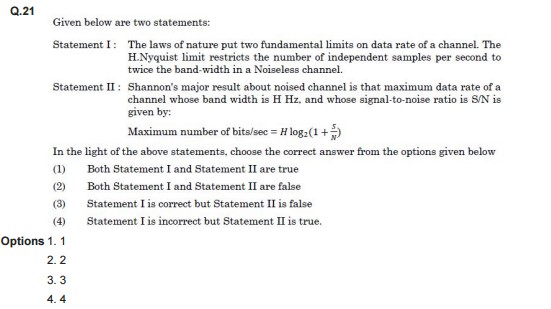 Q.21
Given below are two statements:
Statement I : The laws of nature put two fundamental limits on data rate of a channel. The
H.Nyquist limit restricts the number of independent samples per second to
twice the band-width in a Noiseless channel.
Statement II : Shannon's major result about noised channel is that maximum data rate of a
channel whose band width is H Hz, and whose signal-to-noise ratio is S/N is
given by:
Maximum number of bits/sec = H log₂(1 + S/N)
In the light of the above statements, choose the correct answer from the options given below
(1) Both Statement I and Statement II are true
(2) Both Statement I and Statement II are false
(3) Statement I is correct but Statement II is false
(4) Statement I is incorrect but Statement II is true.
Options 1. 1
2. 2
3. 3
4. 4